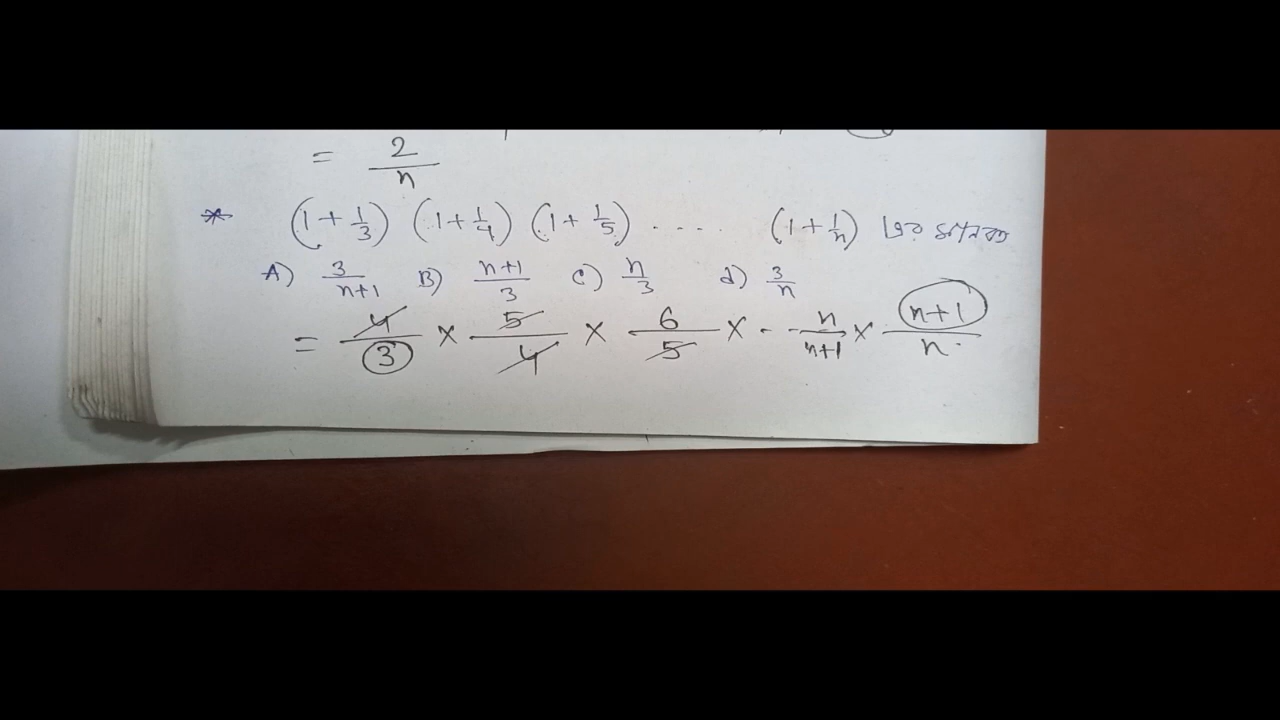 = 2/n
* (1+1/3) (1+1/4) (1+1/5) .... (1+1/n) এর মান কত
A) 3/n+1 B) n+1/3 c) n/3 d) 3/n
= 4/3 × 5/4 × 6/5 × -- n/n+1 × n+1/n